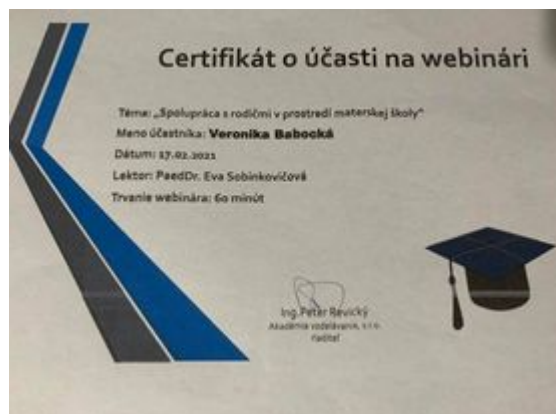 Certifikát o účasti na webinári
Téma: „Spolupráca s rodičmi v prostredí materskej školy"
Meno účastníka: Veronika Babocká
Dátum: 17.02.2021
Lektor: PaedDr. Eva Sobinkovičová
Trvanie webinára: 60 minút
Ing. Peter Revický
Akadémia vzdelávania, s.r.o.
riaditeľ